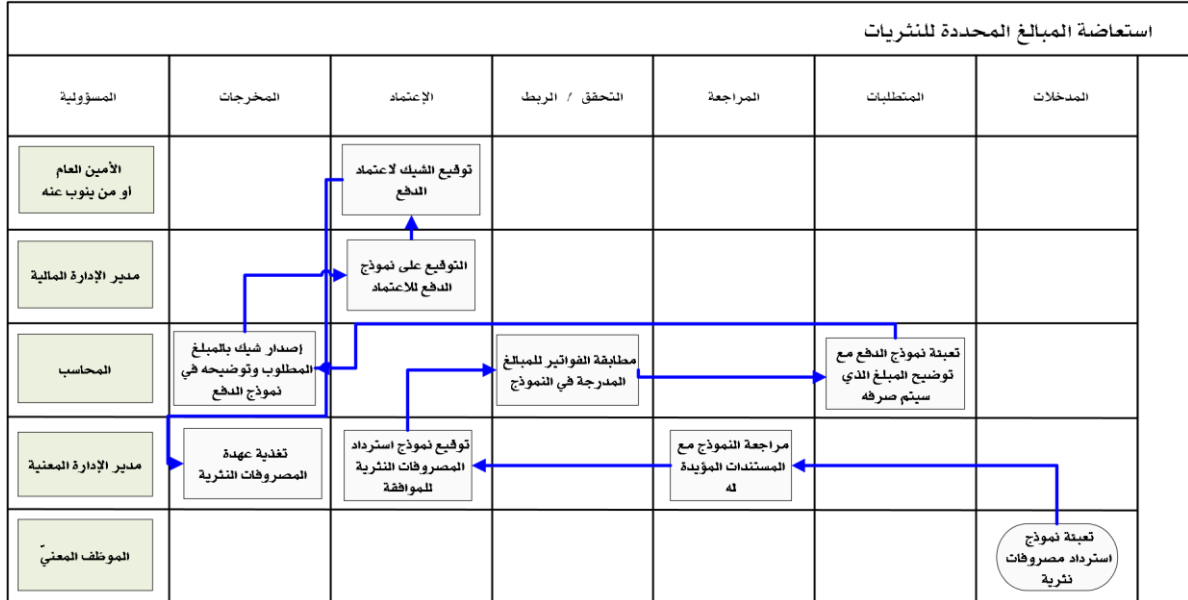 استعاضة المبالغ المحددة للنثريات
المدخلات
المتطلبات
المراجعة
التحقق / الربط
الإعتماد
المخرجات
المسؤولية
توقيع الشيك لاعتماد
الدفع
الأمين العام
او من ينوب عنه
التوقيع على نموذج
الدفع للاعتماد
مدير الإدارة المالية
تعبئة نموذج الدفع مع
توضيح المبلغ الذي
سيتم صرفه
مطابقة الفواتير للمبالغ
المدرجة في النموذج
إصدار شيك بالمبلغ
المطلوب وتوضيحه في
نموذج الدفع
المحاسب
مراجعة النموذج مع
المستندات المؤيدة
له
توقيع نموذج استرداد
المصروفات النثرية
للموافقة
تغذية عهدة
المصروفات النثرية
مدير الإدارة المعنية
تعبئة نموذج
استرداد مصروفات
نثرية
الموظف المعنيّ